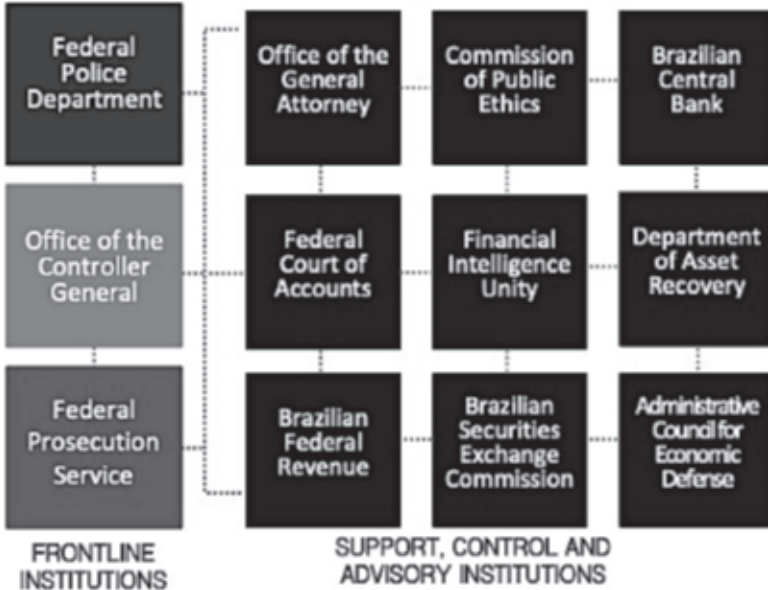 Federal
Police
Department
Office of the
General
Attorney
Commission
of Public
Ethics
Brazilian
Central
Bank
Office of the
Controller
General
Federal
Court of
Accounts
Financial
Intelligence
Unity
Department
of Asset
Recovery
Federal
Prosecution
Service
Brazilian
Federal
Revenue
Brazilian
Securities
Exchange
Commission
Administrative
Council for
Economic
Defense
FRONTLINE
INSTITUTIONS
SUPPORT, CONTROL AND
ADVISORY INSTITUTIONS